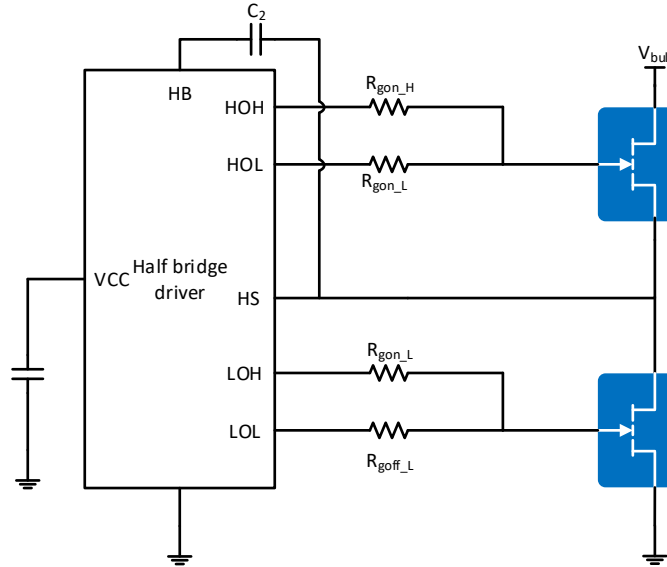 C2
Vbul
HB
HOH
Rgon_H
HOL
Rgon_L
VCC
Half bridge
driver
HS
LOH
Rgon_L
LOL
Rgoff_L